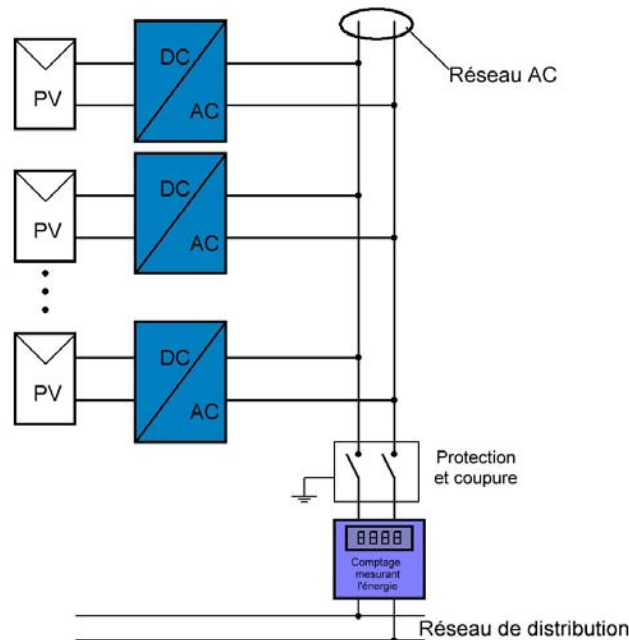 DC
PV
AC
Réseau AC
DC
PV
AC
DC
PV
AC
Protection
et coupure
8888
Comptage
mesurant
l'énergie
Réseau de distribution